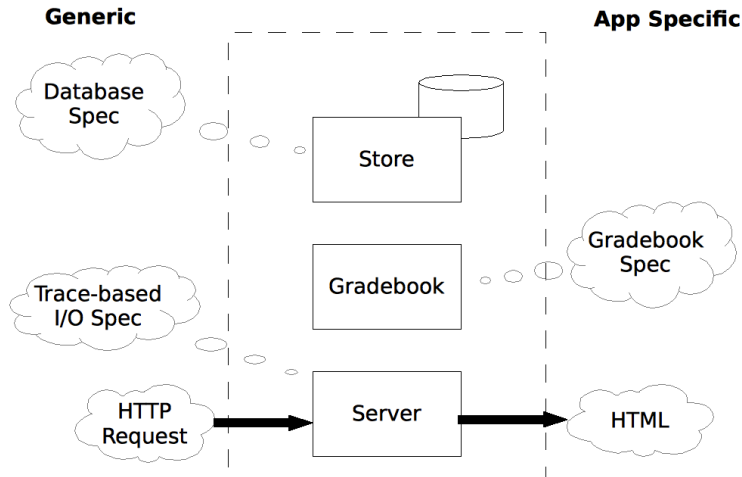 Generic
App Specific
Database
Spec
Store
Gradebook
Spec
Gradebook
Trace-based
I/O Spec
HTTP
Request
Server
HTML